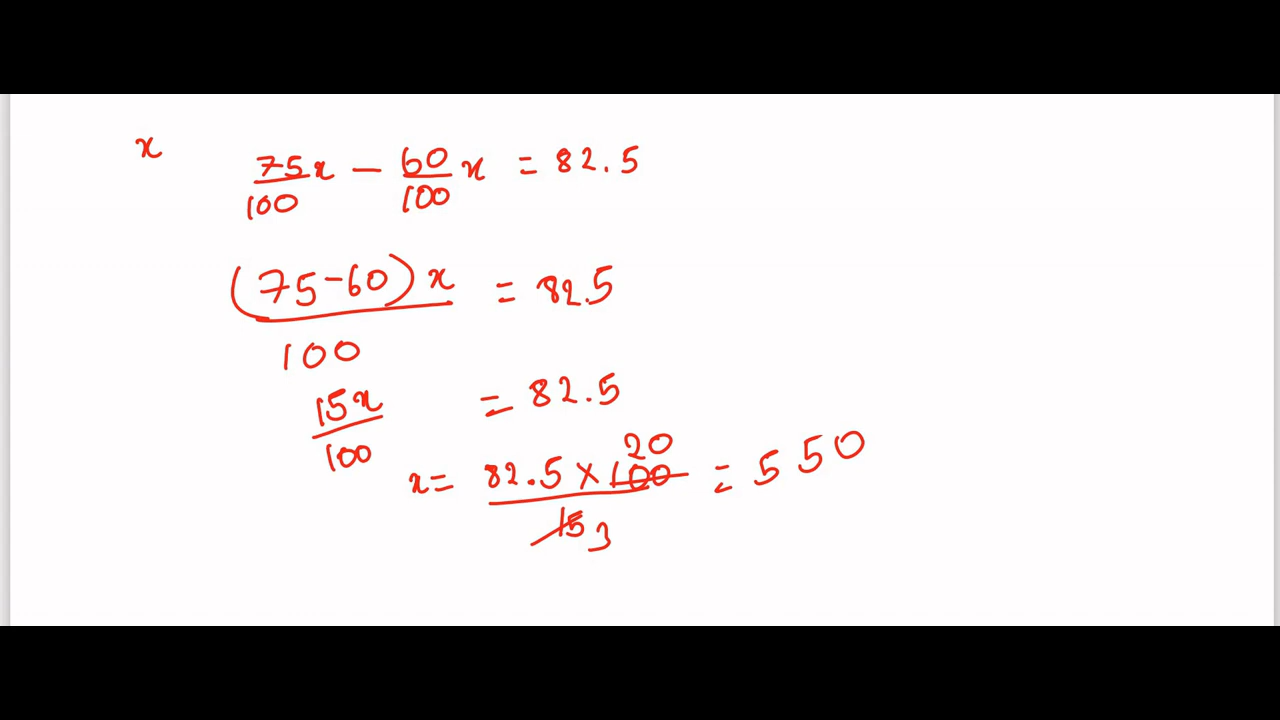 x
75/100 x - 60/100 x = 82.5
(75-60)x/100 = 82.5
15x/100 = 82.5
x = 82.5 × 100 20/15 3 = 550